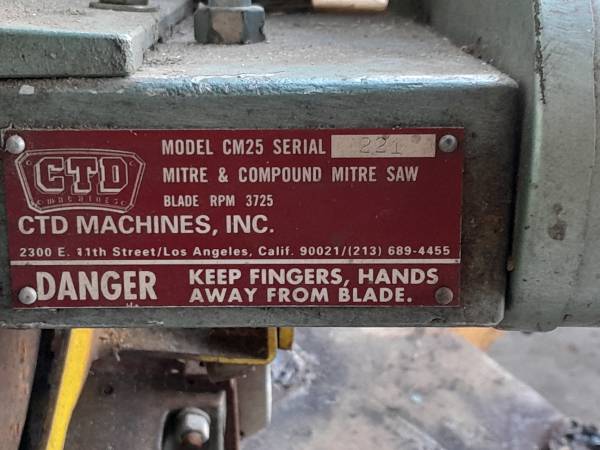 CTD
MACHINES
MODEL CM25 SERIAL 221
MITRE & COMPOUND MITRE SAW
BLADE RPM 3725
CTD MACHINES, INC.
2300 E. 11th Street/Los Angeles, Calif. 90021/(213) 689-4455
DANGER KEEP FINGERS, HANDS
AWAY FROM BLADE.